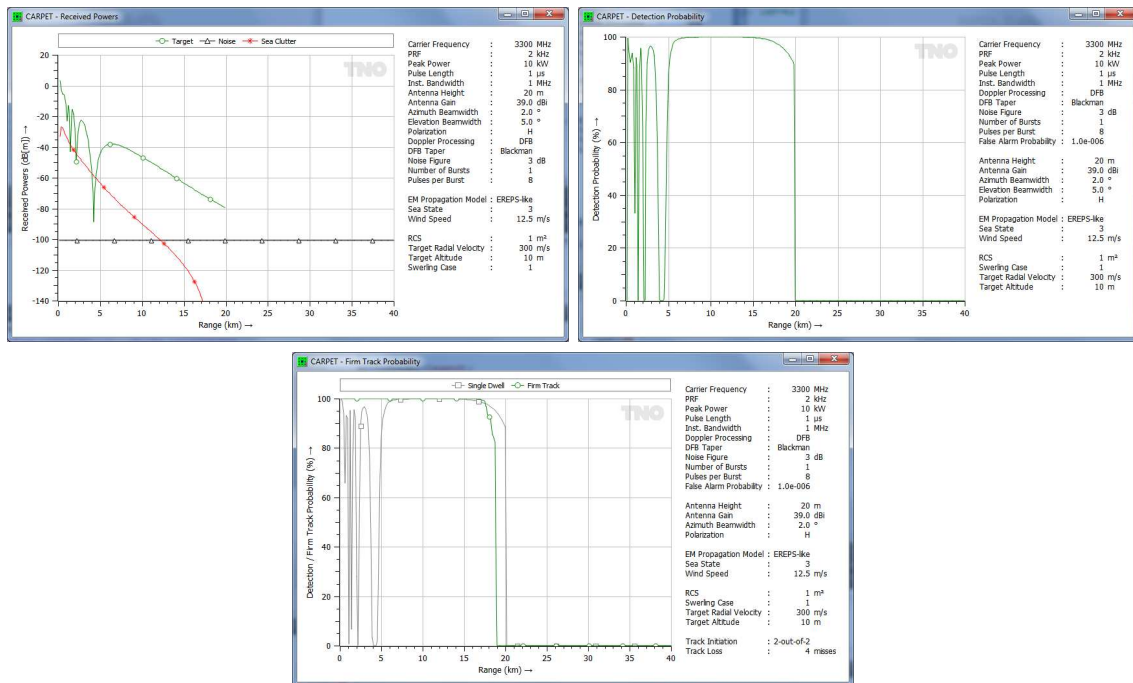 CARPET - Received Powers
Target Noise Sea Clutter
TNO
20
0
-20
-40
-60
-80
-100
-120
-140
Received Powers (dB[m]) →
0 5 10 15 20 25 30 35 40
Range (km) →
Carrier Frequency : 3300 MHz
PRF : 2 kHz
Peak Power : 10 kW
Pulse Length : 1 µs
Inst. Bandwidth : 1 MHz
Antenna Height : 20 m
Antenna Gain : 39.0 dBi
Azimuth Beamwidth : 2.0 °
Elevation Beamwidth : 5.0 °
Polarization : H
Doppler Processing : DFB
DFB Taper : Blackman
Noise Figure : 3 dB
Number of Bursts : 1
Pulses per Burst : 8
EM Propagation Model : EREPS-like
Sea State : 3
Wind Speed : 12.5 m/s
RCS : 1 m²
Target Radial Velocity : 300 m/s
Target Altitude : 10 m
Swerling Case : 1
CARPET - Detection Probability
TNO
100
80
60
40
20
0
Detection Probability (%) →
0 5 10 15 20 25 30 35 40
Range (km) →
Carrier Frequency : 3300 MHz
PRF : 2 kHz
Peak Power : 10 kW
Pulse Length : 1 µs
Inst. Bandwidth : 1 MHz
Doppler Processing : DFB
DFB Taper : Blackman
Noise Figure : 3 dB
Number of Bursts : 1
Pulses per Burst : 8
False Alarm Probability : 1.0e-006
Antenna Height : 20 m
Antenna Gain : 39.0 dBi
Azimuth Beamwidth : 2.0 °
Elevation Beamwidth : 5.0 °
Polarization : H
EM Propagation Model : EREPS-like
Sea State : 3
Wind Speed : 12.5 m/s
RCS : 1 m²
Swerling Case : 1
Target Radial Velocity : 300 m/s
Target Altitude : 10 m
CARPET - Firm Track Probability
Single Dwell Firm Track
TNO
100
80
60
40
20
0
Detection / Firm Track Probability (%) →
0 5 10 15 20 25 30 35 40
Range (km) →
Carrier Frequency : 3300 MHz
PRF : 2 kHz
Peak Power : 10 kW
Pulse Length : 1 µs
Inst. Bandwidth : 1 MHz
Doppler Processing : DFB
DFB Taper : Blackman
Noise Figure : 3 dB
Number of Bursts : 1
Pulses per Burst : 8
False Alarm Probability : 1.0e-006
Antenna Height : 20 m
Antenna Gain : 39.0 dBi
Azimuth Beamwidth : 2.0 °
Polarization : H
EM Propagation Model : EREPS-like
Sea State : 3
Wind Speed : 12.5 m/s
RCS : 1 m²
Swerling Case : 1
Target Radial Velocity : 300 m/s
Target Altitude : 10 m
Track Initiation : 2-out-of-2
Track Loss : 4 misses